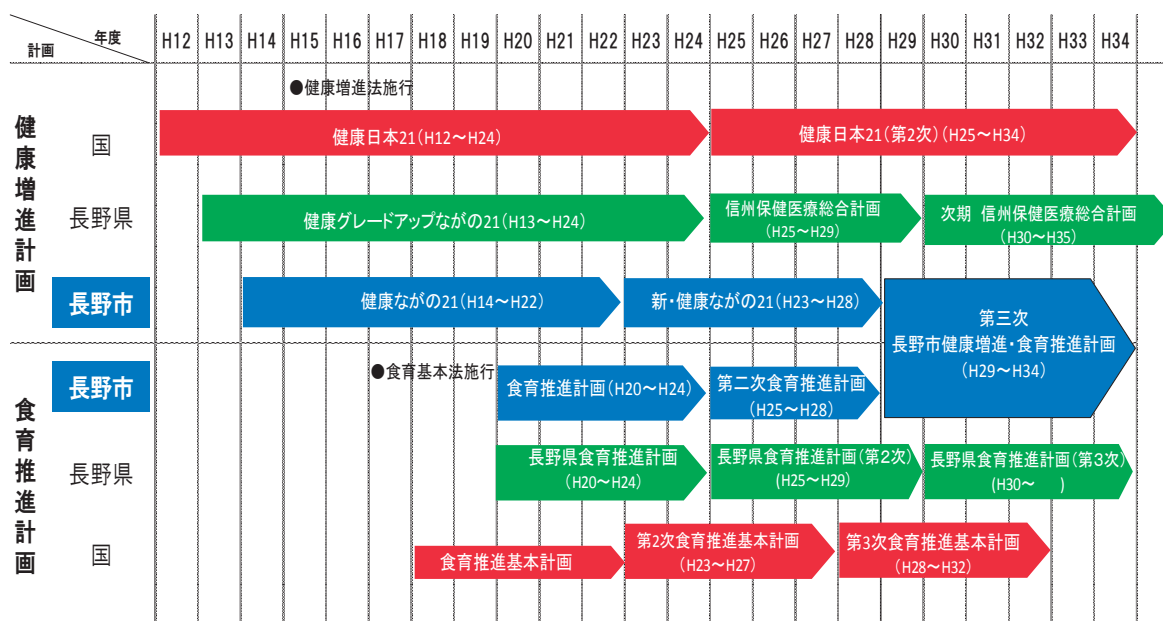 年度
計画
H12 H13 H14 H15 H16 H17 H18 H19 H20 H21 H22 H23 H24 H25 H26 H27 H28 H29 H30 H31 H32 H33 H34
●健康増進法施行
健康増進計画
国
健康日本21(H12～H24)
健康日本21(第2次)(H25～H34)
長野県
健康グレードアップながの21(H13～H24)
信州保健医療総合計画
(H25～H29)
次期 信州保健医療総合計画
(H30～H35)
長野市
健康ながの21(H14～H22)
新・健康ながの21(H23～H28)
第三次
長野市健康増進・食育推進計画
(H29～H34)
食育推進計画
●食育基本法施行
長野市
食育推進計画(H20～H24)
第二次食育推進計画
(H25～H28)
長野県
長野県食育推進計画
(H20～H24)
長野県食育推進計画(第2次)
(H25～H29)
長野県食育推進計画(第3次)
(H30～ )
国
食育推進基本計画
第2次食育推進基本計画
(H23～H27)
第3次食育推進基本計画
(H28～H32)